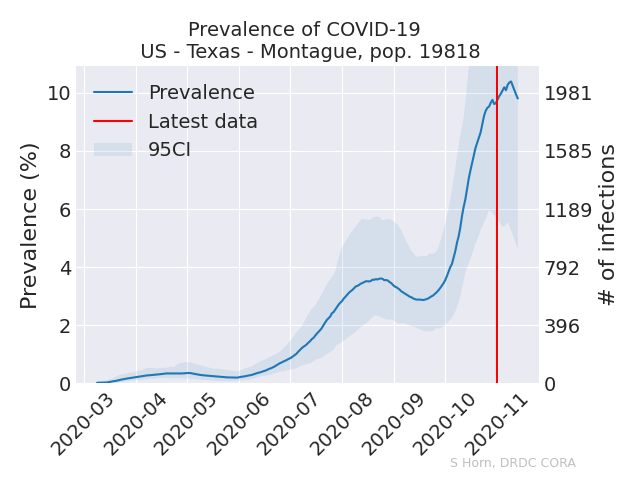 Prevalence of COVID-19
US - Texas - Montague, pop. 19818
Prevalence
Latest data
95CI
Prevalence (%)
10
8
6
4
2
0
1981
1585
1189
792
396
0
# of infections
2020-03
2020-04
2020-05
2020-06
2020-07
2020-08
2020-09
2020-10
2020-11
S Horn, DRDC CORA